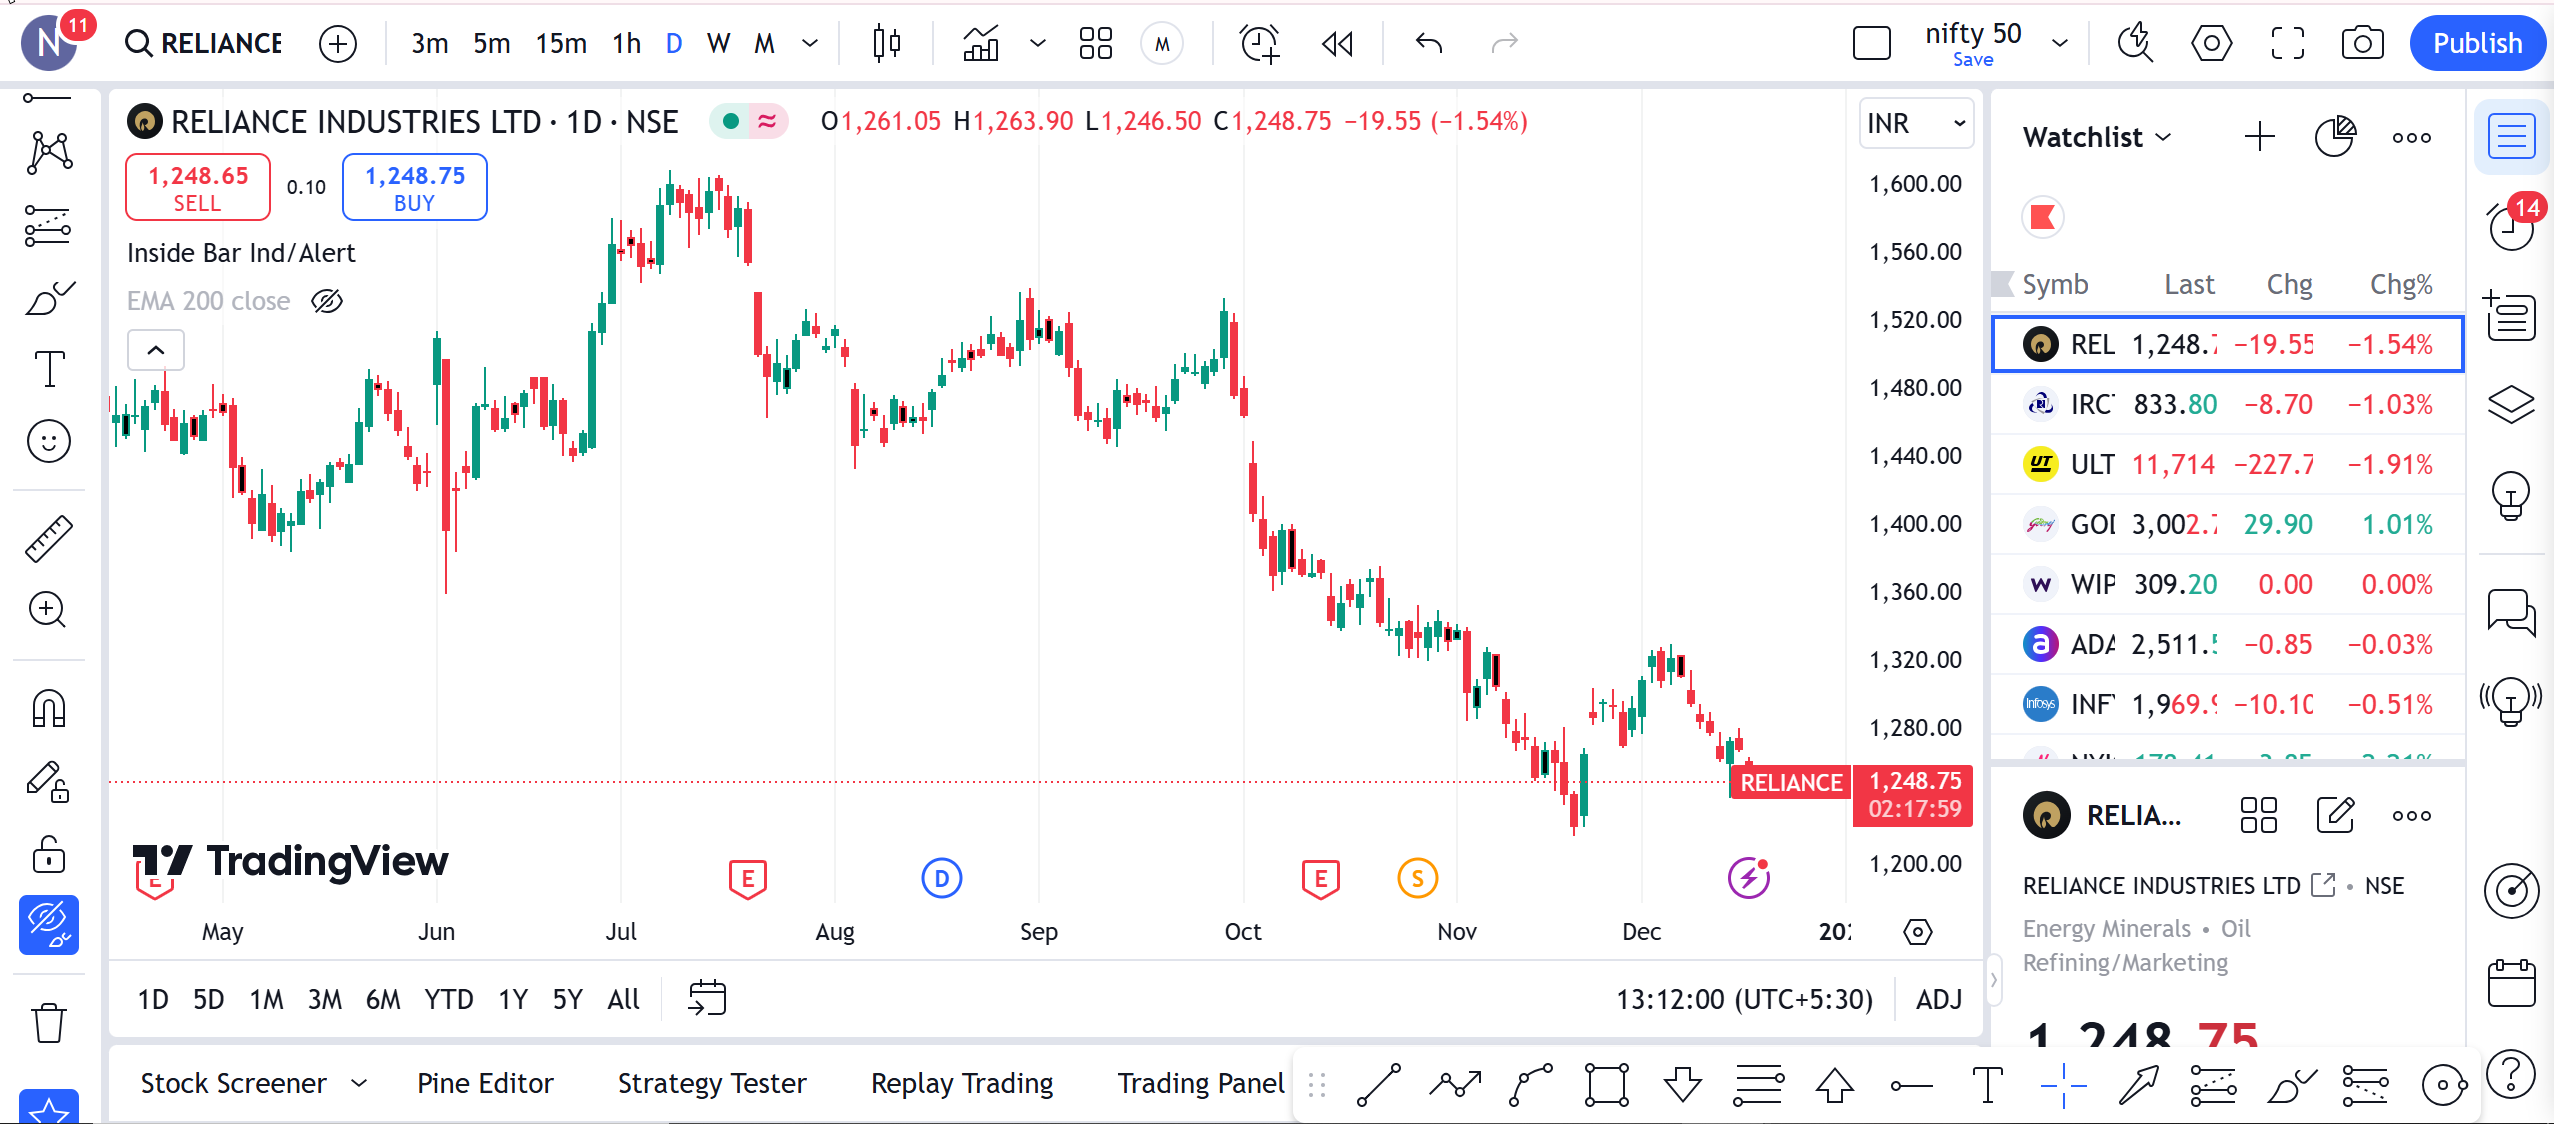 N 11 RELIANCE 3m 5m 15m 1h D W M M nifty 50 Save Publish
RELIANCE INDUSTRIES LTD · 1D · NSE O1,261.05 H1,263.90 L1,246.50 C1,248.75 −19.55 (−1.54%)
1,248.65 SELL 0.10 1,248.75 BUY
Inside Bar Ind/Alert
EMA 200 close
INR
1,600.00
1,560.00
1,520.00
1,480.00
1,440.00
1,400.00
1,360.00
1,320.00
1,280.00
RELIANCE 1,248.75
02:17:59
1,200.00
TradingView
E E D E S
May Jun Jul Aug Sep Oct Nov Dec
1D 5D 1M 3M 6M YTD 1Y 5Y All 13:12:00 (UTC+5:30) ADJ
Stock Screener Pine Editor Strategy Tester Replay Trading Trading Panel
Watchlist
14
Symb Last Chg Chg%
REL 1,248. −19.55 −1.54%
IRC 833.80 −8.70 −1.03%
UT ULT 11,714 −227.7 −1.91%
Godrej 3,002. 29.90 1.01%
W WIP 309.20 0.00 0.00%
a ADA 2,511. −0.85 −0.03%
Infosys INF 1,969. −10.10 −0.51%
RELIA...
RELIANCE INDUSTRIES LTD • NSE
Energy Minerals • Oil
Refining/Marketing
1,248.75